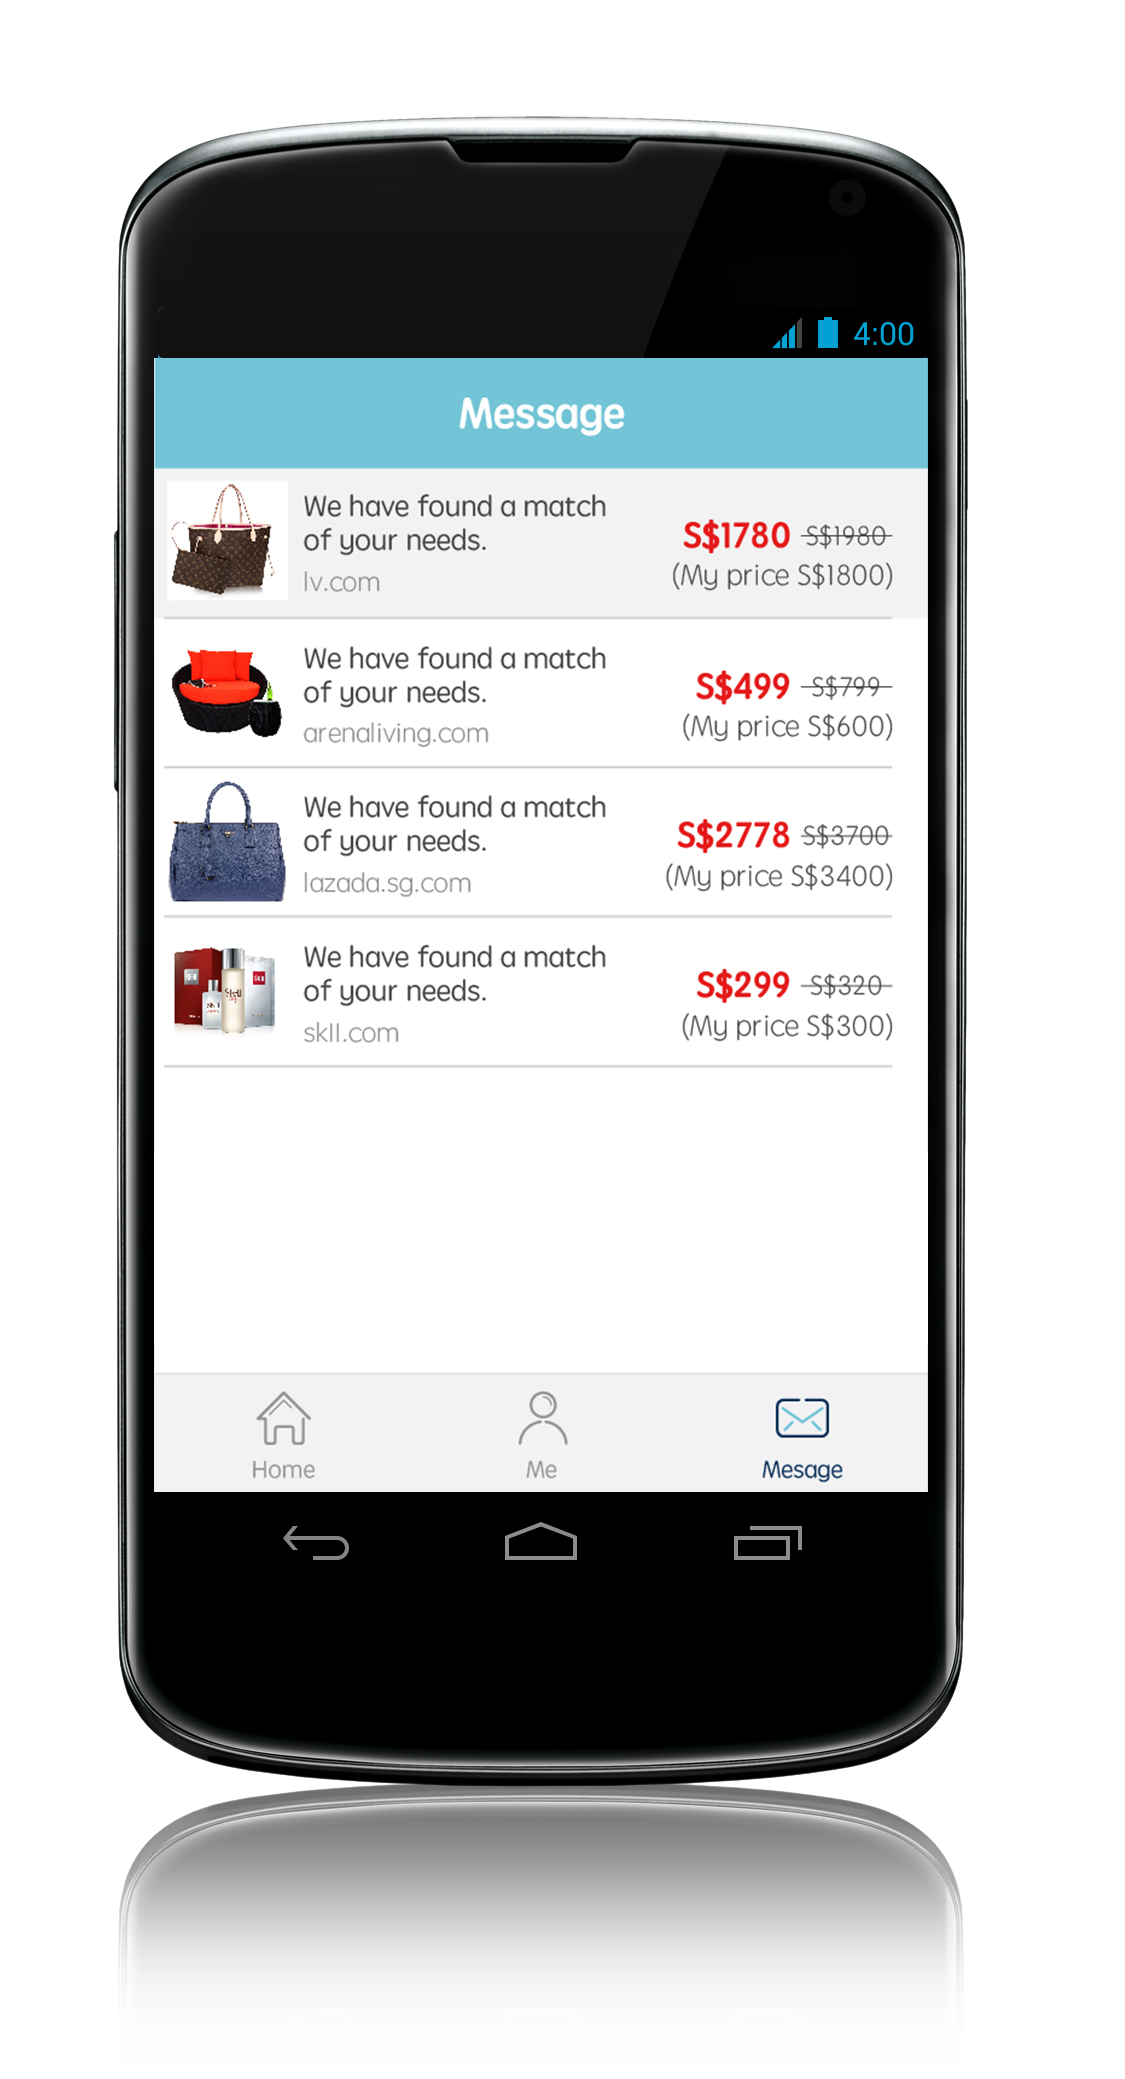 4:00
Message
We have found a match
of your needs.
lv.com
S$1780 S$1980
(My price S$1800)
We have found a match
of your needs.
arenaliving.com
S$499 S$799
(My price S$600)
We have found a match
of your needs.
lazada.sg.com
S$2778 S$3700
(My price S$3400)
We have found a match
of your needs.
skII.com
S$299 S$320
(My price S$300)
Home
Me
Mesage